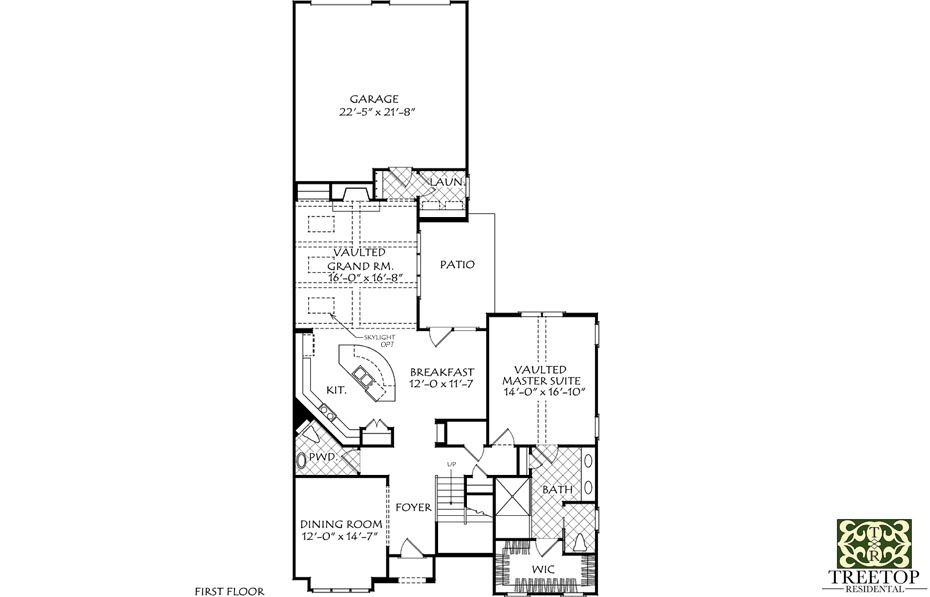 GARAGE
22'-5" x 21'-8"
LAUN.
VAULTED
GRAND RM.
16'-0" x 16'-8"
PATIO
SKYLIGHT
OPT
BREAKFAST
12'-0 x 11'-7
KIT.
VAULTED
MASTER SUITE
14'-0" x 16'-10"
PWD.
UP
BATH
FOYER
DINING ROOM
12'-0" x 14'-7"
WIC
FIRST FLOOR
T
&
R
TREETOP
RESIDENTAL